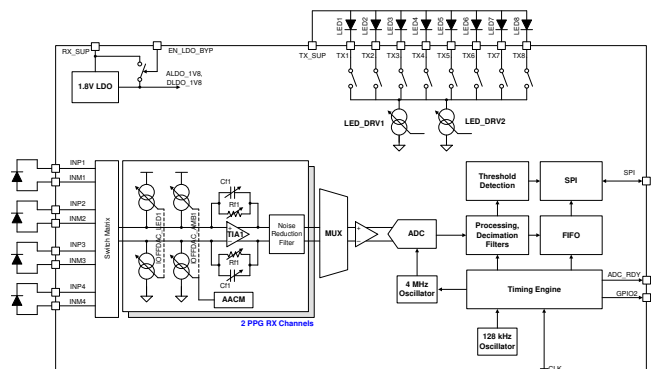 LED1 LED2 LED3 LED4 LED5 LED6 LED7 LED8
RX_SUP
EN_LDO_BYP
TX_SUP
TX1 TX2 TX3 TX4 TX5 TX6 TX7 TX8
1.8V LDO
ALDO_1V8,
DLDO_1V8
LED_DRV1
LED_DRV2
INP1
INM1
INP2
INM2
INP3
INM3
INP4
INM4
Switch Matrix
IOFFDAC_LED1
IOFFDAC_AMB1
Cf1
Rf1
TIA1
Rf1
Cf1
AACM
Noise
Reduction
Filter
2 PPG RX Channels
MUX
ADC
Threshold
Detection
SPI
SPI
Processing,
Decimation
Filters
FIFO
4 MHz
Oscillator
Timing Engine
ADC_RDY
GPIO2
128 kHz
Oscillator
CLK